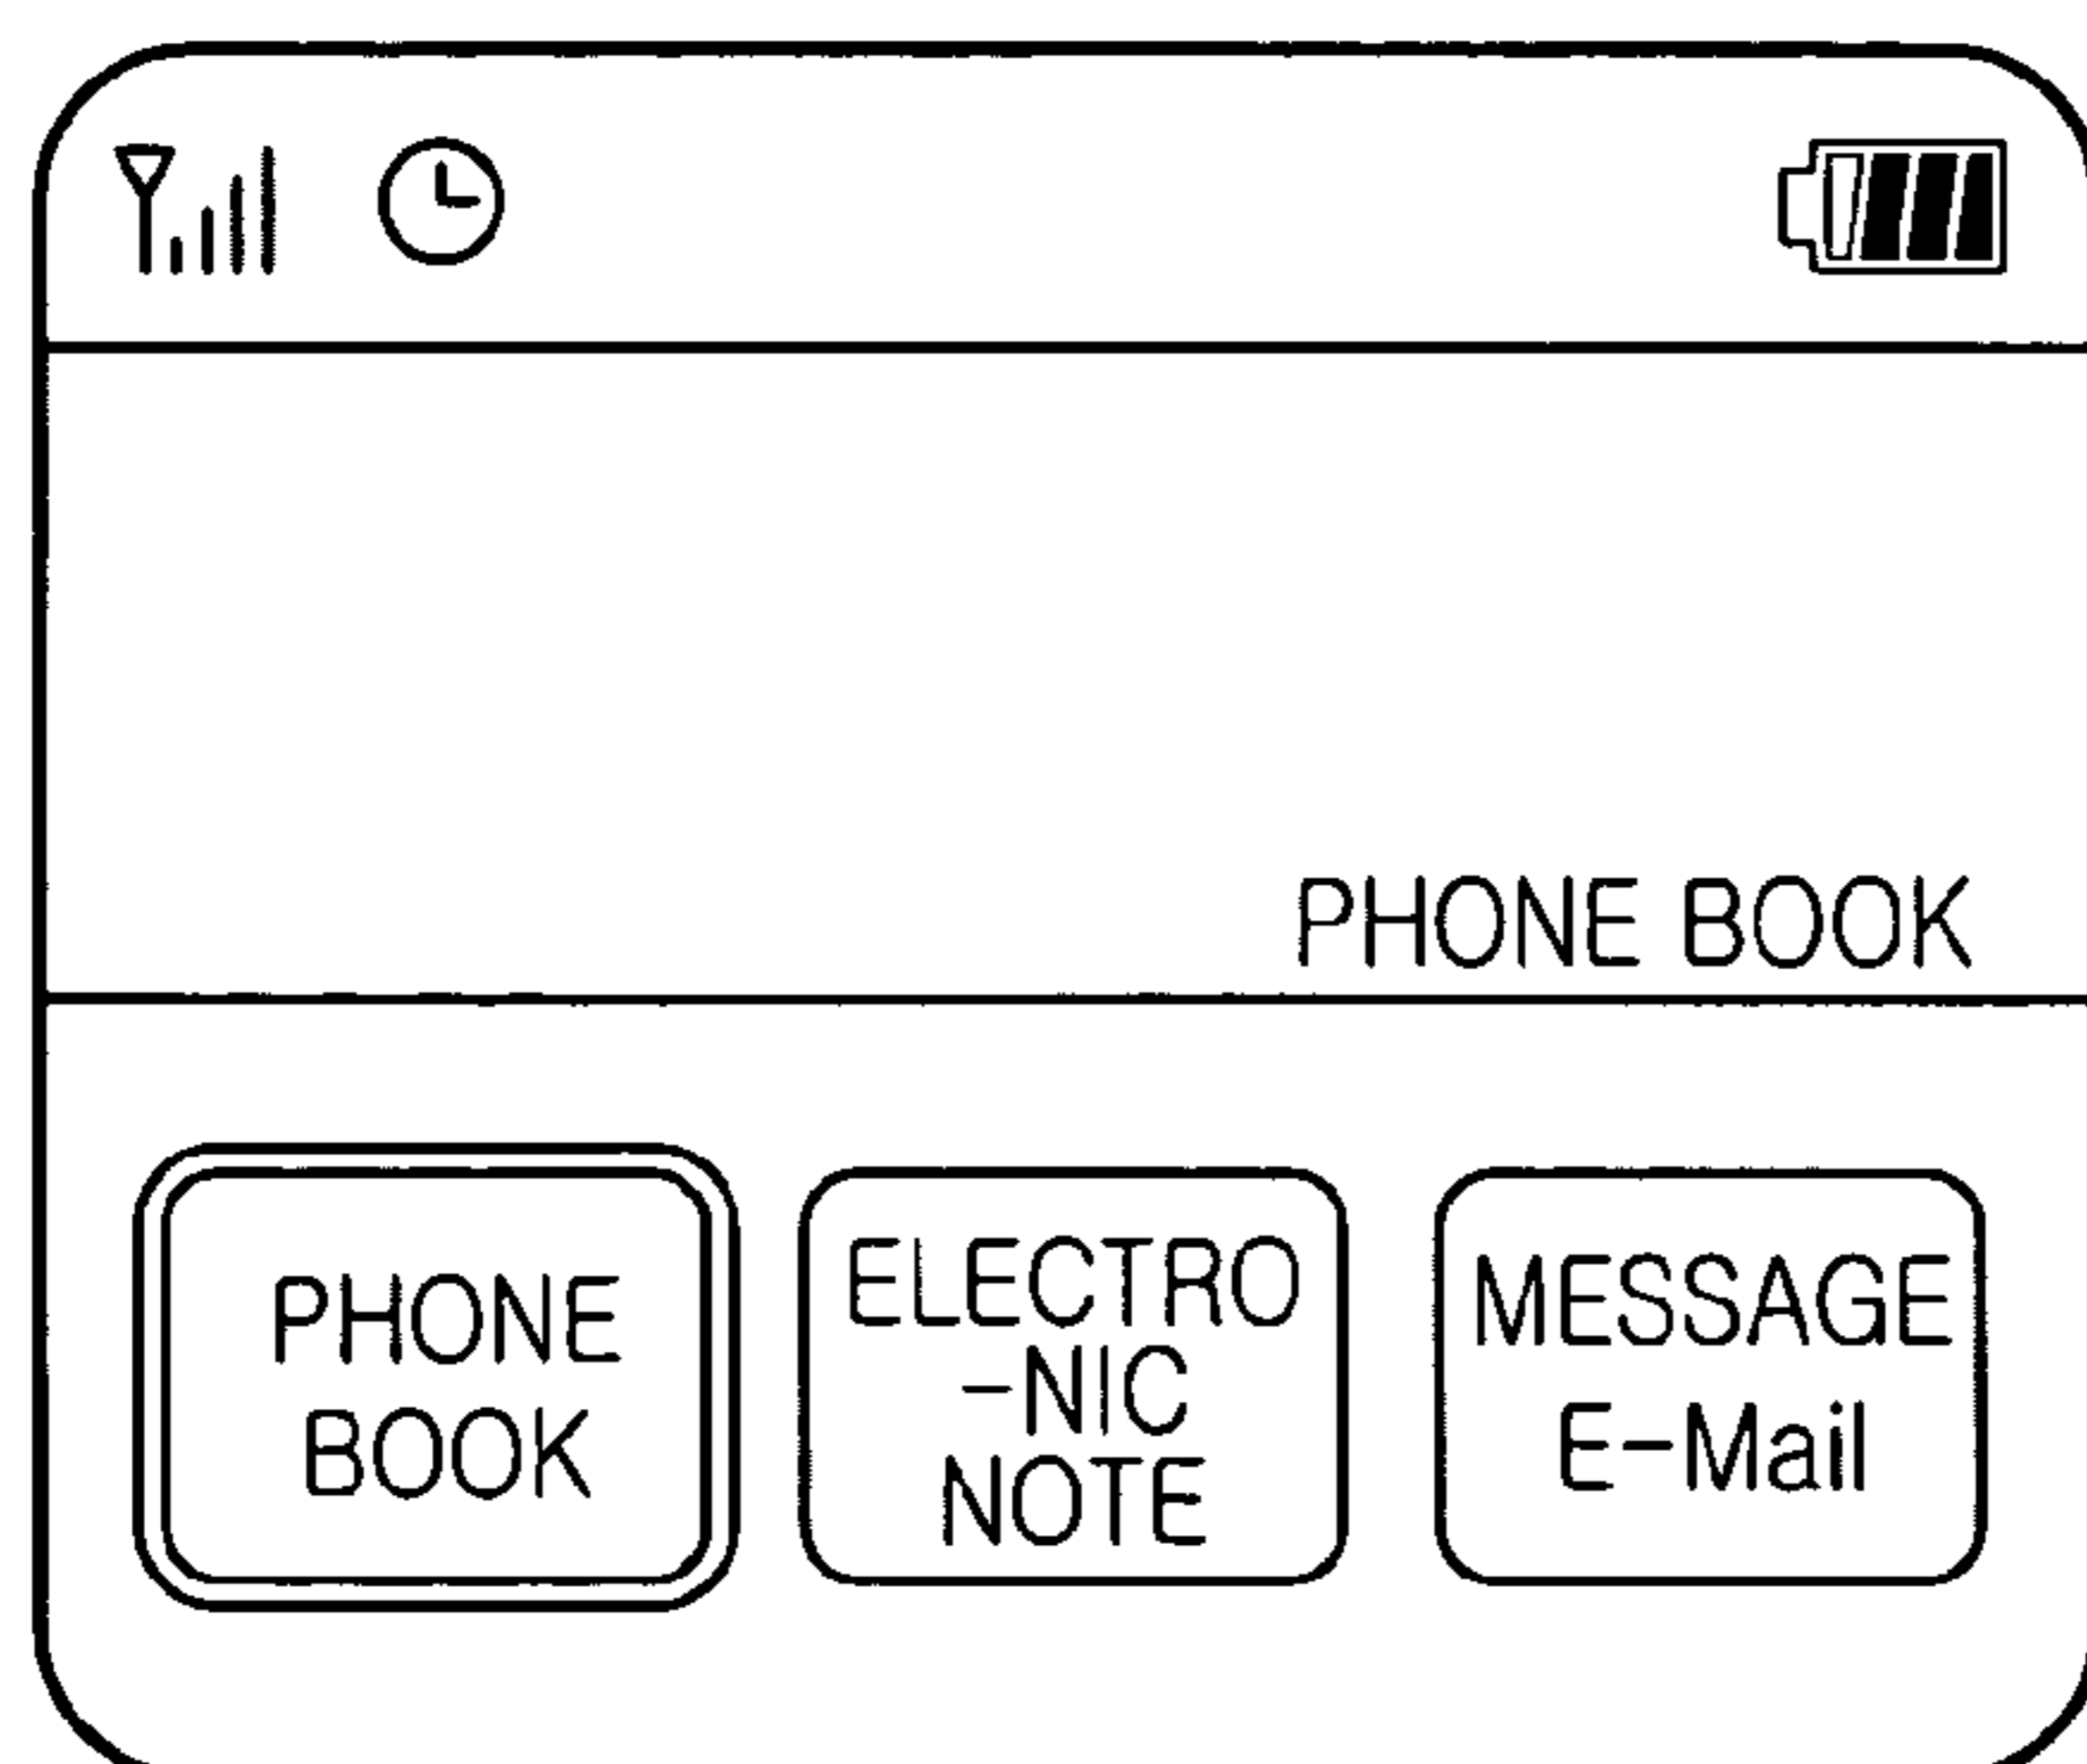 PHONE BOOK
PHONE
BOOK
ELECTRO
-NIC
NOTE
MESSAGE
E-Mail